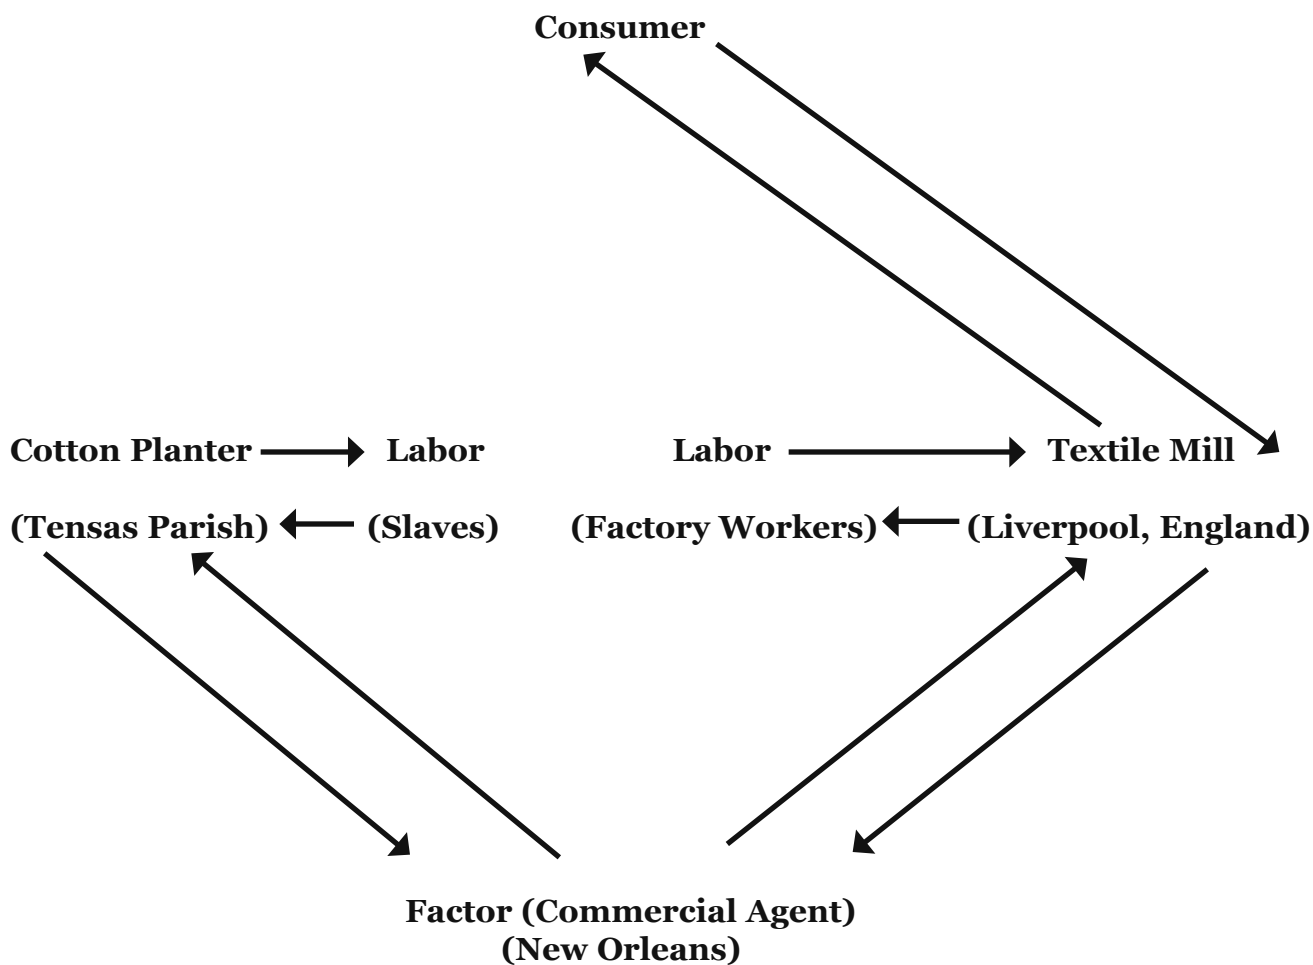 Consumer
Cotton Planter
Labor
Labor
Textile Mill
(Tensas Parish)
(Slaves)
(Factory Workers)
(Liverpool, England)
Factor (Commercial Agent)
(New Orleans)